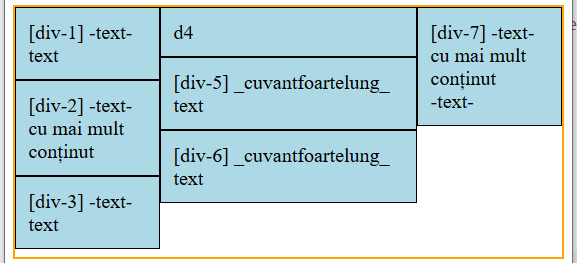 [div-1] -text-
text
[div-2] -text-
cu mai mult
conținut
[div-3] -text-
text
d4
[div-5] _cuvantfoartelung_
text
[div-6] _cuvantfoartelung_
text
[div-7] -text-
cu mai mult
conținut
-text-